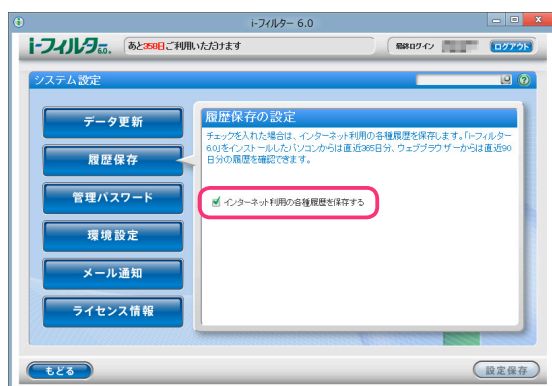 i-フィルター 6.0
i-フィルター 6.0 あと358日ご利用いただけます 最終ログイン ログアウト
システム設定
データ更新
履歴保存
管理パスワード
環境設定
メール通知
ライセンス情報
履歴保存の設定
チェックを入れた場合は、インターネット利用の各種履歴を保存します。「i-フィルター
6.0」をインストールしたパソコンからは直近365日分、ウェブブラウザーからは直近90
日分の履歴を確認できます。
インターネット利用の各種履歴を保存する
もどる 設定保存